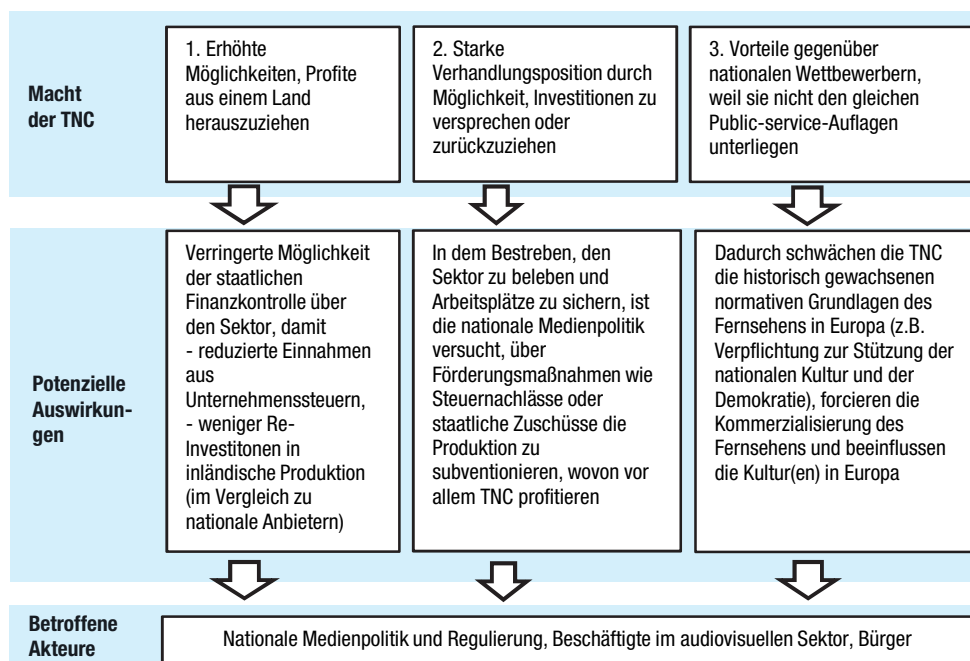 Macht
der TNC
1. Erhöhte
Möglichkeiten, Profite
aus einem Land
herauszuziehen
2. Starke
Verhandlungsposition durch
Möglichkeit, Investitionen zu
versprechen oder
zurückzuziehen
3. Vorteile gegenüber
nationalen Wettbewerbern,
weil sie nicht den gleichen
Public-service-Auflagen
unterliegen
Potenzielle
Auswirkun-
gen
Verringerte Möglichkeit
der staatlichen
Finanzkontrolle über
den Sektor, damit
- reduzierte Einnahmen
aus
Unternehmenssteuern,
- weniger Re-
Investitonen in
inländische Produktion
(im Vergleich zu
nationale Anbietern)
In dem Bestreben, den
Sektor zu beleben und
Arbeitsplätze zu sichern, ist
die nationale Medienpolitik
versucht, über
Förderungsmaßnahmen wie
Steuernachlässe oder
staatliche Zuschüsse die
Produktion zu
subventionieren, wovon vor
allem TNC profitieren
Dadurch schwächen die TNC
die historisch gewachsenen
normativen Grundlagen des
Fernsehens in Europa (z.B.
Verpflichtung zur Stützung der
nationalen Kultur und der
Demokratie), forcieren die
Kommerzialisierung des
Fernsehens und beeinflussen
die Kultur(en) in Europa
Betroffene
Akteure
Nationale Medienpolitik und Regulierung, Beschäftigte im audiovisuellen Sektor, Bürger